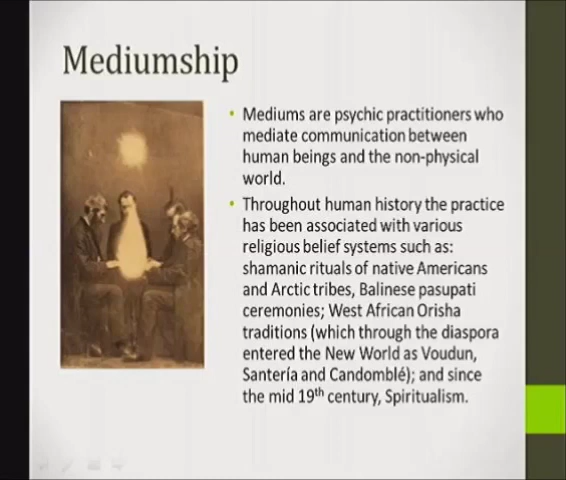 Mediumship
• Mediums are psychic practitioners who
mediate communication between
human beings and the non-physical
world.
• Throughout human history the practice
has been associated with various
religious belief systems such as:
shamanic rituals of native Americans
and Arctic tribes, Balinese pasupati
ceremonies; West African Orisha
traditions (which through the diaspora
entered the New World as Voudun,
Santería and Candomblé); and since
the mid 19th century, Spiritualism.